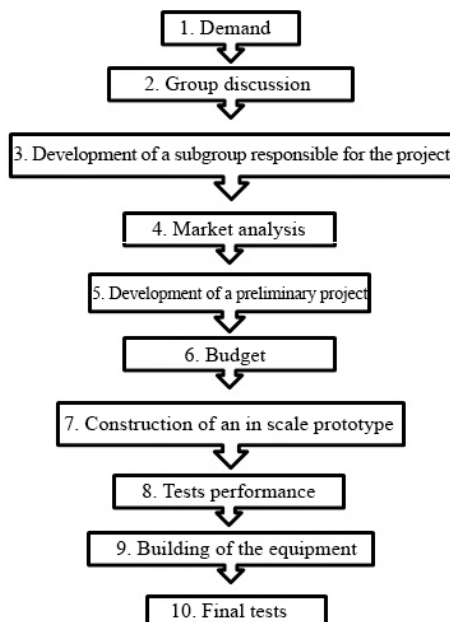 1. Demand
2. Group discussion
3. Development of a subgroup responsible for the project
4. Market analysis
5. Development of a preliminary project
6. Budget
7. Construction of an in scale prototype
8. Tests performance
9. Building of the equipment
10. Final tests